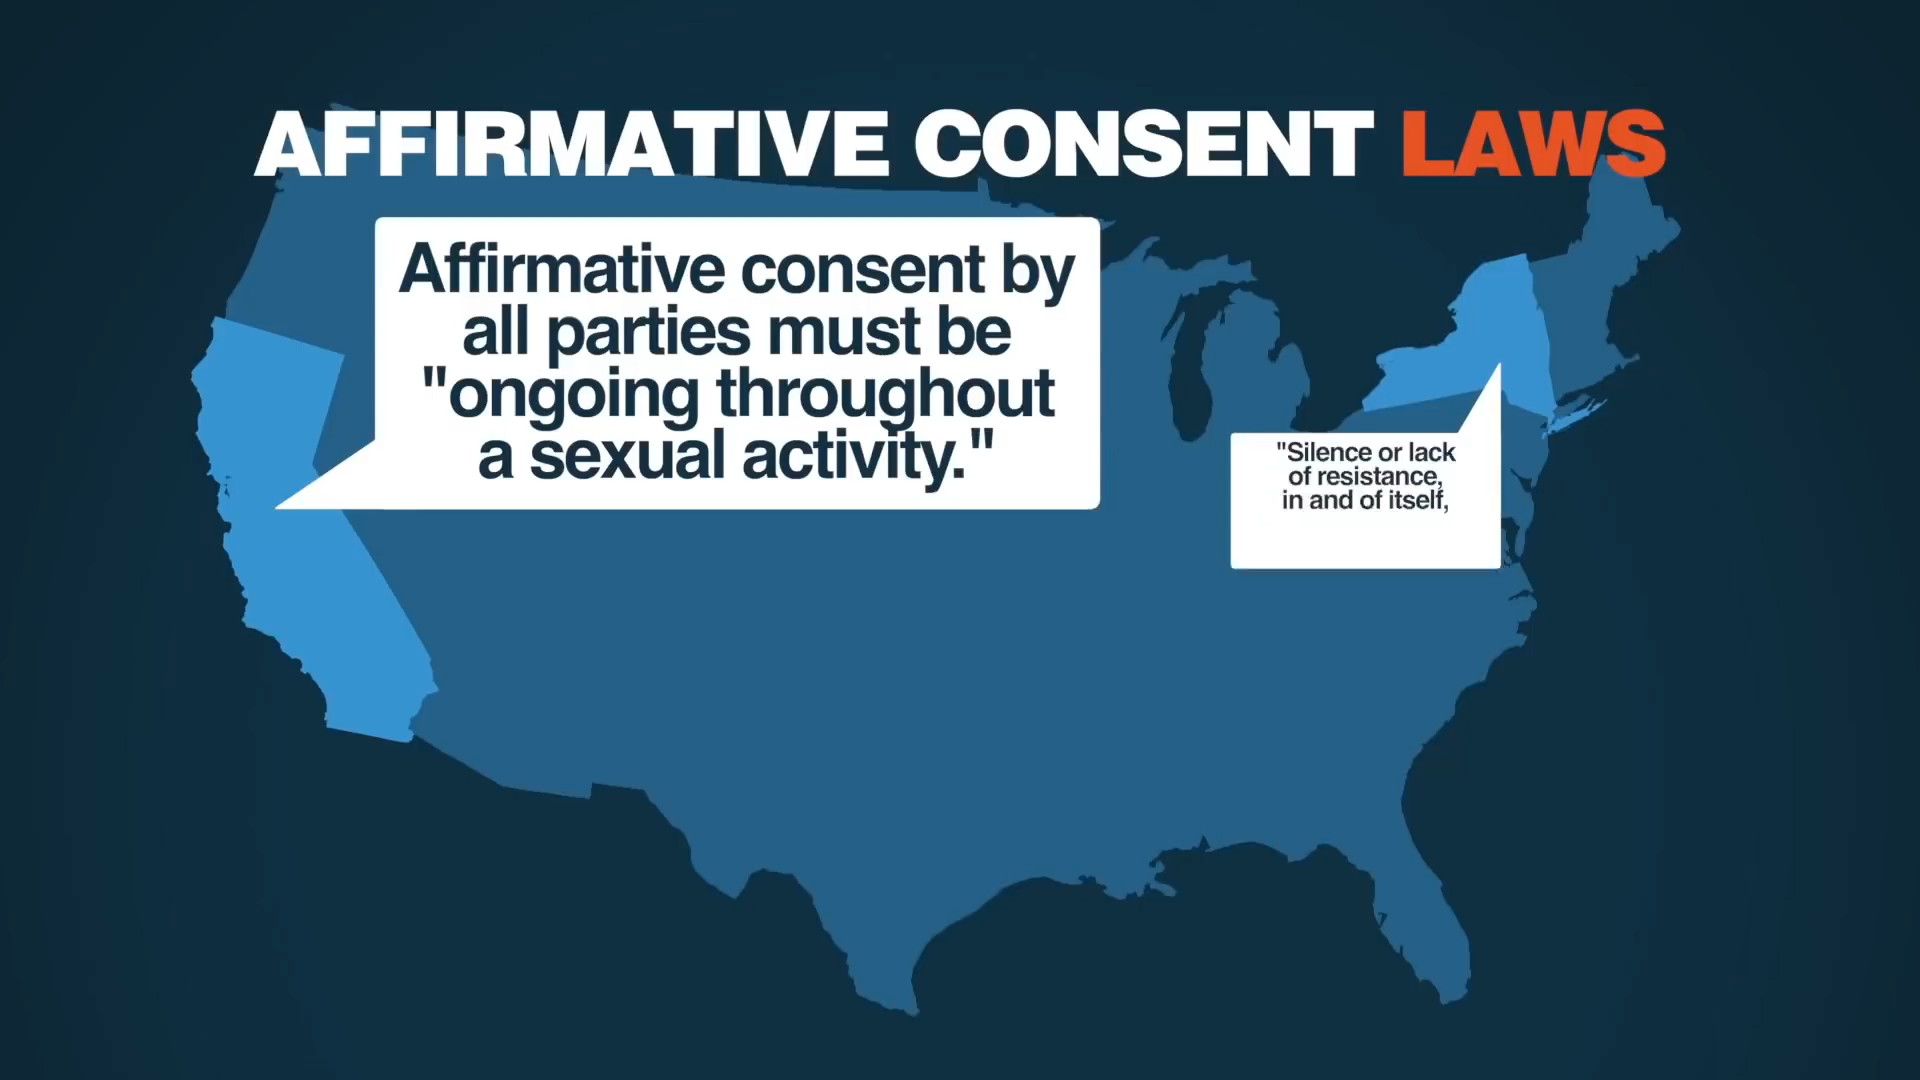 AFFIRMATIVE CONSENT LAWS
Affirmative consent by
all parties must be
"ongoing throughout
a sexual activity."
"Silence or lack
of resistance,
in and of itself,